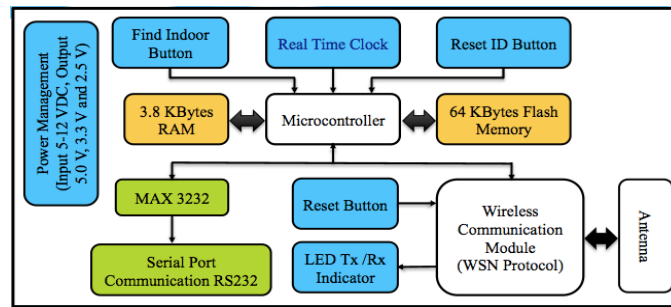 Power Management
(Input 5-12 VDC, Output
5.0 V, 3.3 V and 2.5 V)
Find Indoor
Button
Real Time Clock
Reset ID Button
3.8 KBytes
RAM
Microcontroller
64 KBytes Flash
Memory
MAX 3232
Reset Button
Wireless
Communication
Module
(WSN Protocol)
Antenna
Serial Port
Communication RS232
LED Tx /Rx
Indicator